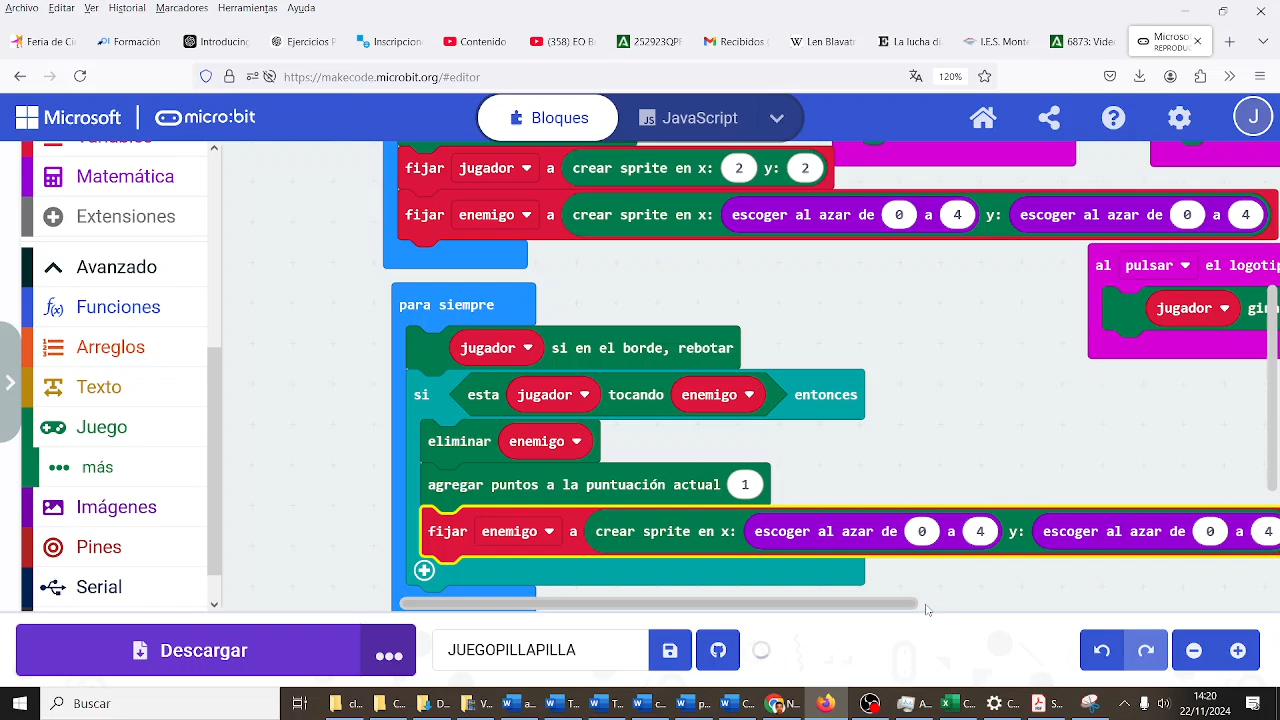 Archivo Editar Ver Historial Marcadores Herramientas Ayuda
Feria de Ci Formación Introducing Ejercicios F Inscripcion Contenido (358) EO B 252923QPF Recibidos ( Len Blavat La lucha di I.E.S. Monte 6873: Vide MakeCode
https://makecode.microbit.org/#editor 120%
Microsoft micro:bit Bloques JavaScript J
Matemática
Extensiones
Avanzado
Funciones
Arreglos
Texto
Juego
más
Imágenes
Pines
Serial
fijar jugador a crear sprite en x: 2 y: 2
fijar enemigo a crear sprite en x: escoger al azar de 0 a 4 y: escoger al azar de 0 a 4
al pulsar el logotip
jugador gir
para siempre
jugador si en el borde, rebotar
si esta jugador tocando enemigo entonces
eliminar enemigo
agregar puntos a la puntuación actual 1
fijar enemigo a crear sprite en x: escoger al azar de 0 a 4 y: escoger al azar de 0 a 4
Descargar JUEGOPILLAPILLA
Buscar
14:20
22/11/2024